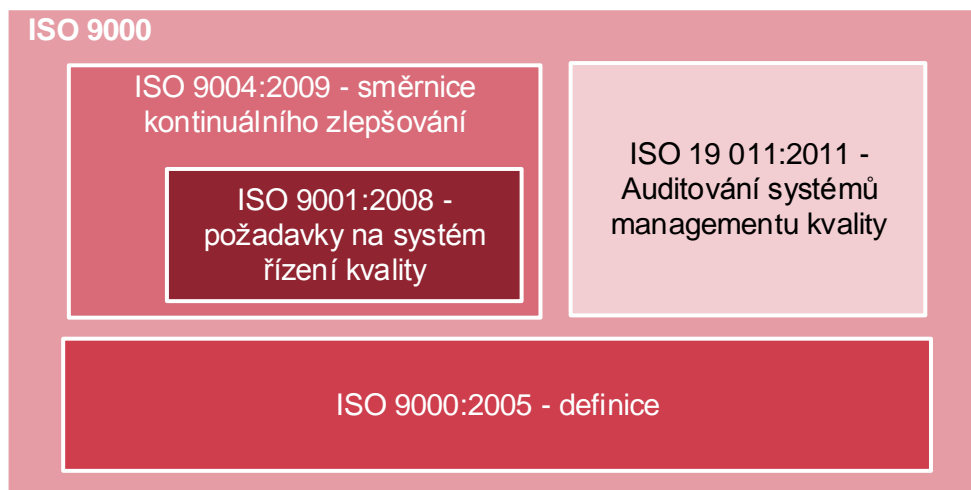 ISO 9000
ISO 9004:2009 - směrnice
kontinuálního zlepšování
ISO 9001:2008 -
požadavky na systém
řízení kvality
ISO 19 011:2011 -
Auditování systémů
managementu kvality
ISO 9000:2005 - definice